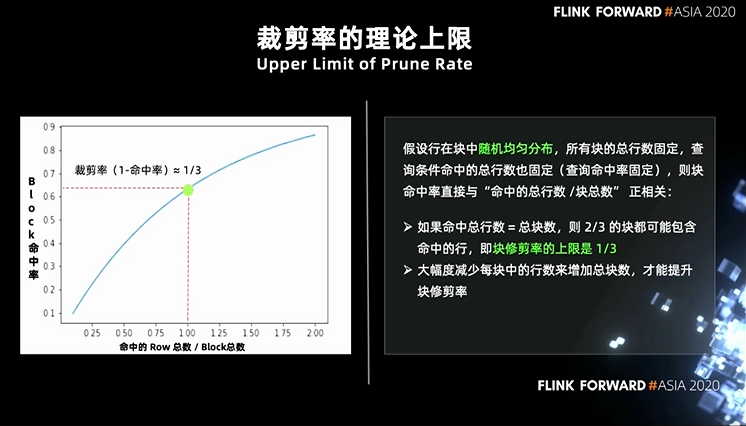 FLINK FORWARD #ASIA 2020
裁剪率的理论上限
Upper Limit of Prune Rate
0.9
0.8
裁剪率（1-命中率）≈ 1/3
0.7
0.6
0.5
0.4
0.3
0.2
0.1
Block命中率
0.25 0.50 0.75 1.00 1.25 1.50 1.75 2.00
命中的 Row 总数 / Block总数
假设行在块中随机均匀分布，所有块的总行数固定，查
询条件命中的总行数也固定（查询命中率固定），则块
命中率直接与“命中的总行数 /块总数” 正相关：
➢ 如果命中总行数 = 总块数，则 2/3 的块都可能包含
命中的行，即块修剪率的上限是 1/3
➢ 大幅度减少每块中的行数来增加总块数，才能提升
块修剪率
FLINK FORWARD #ASIA 2020